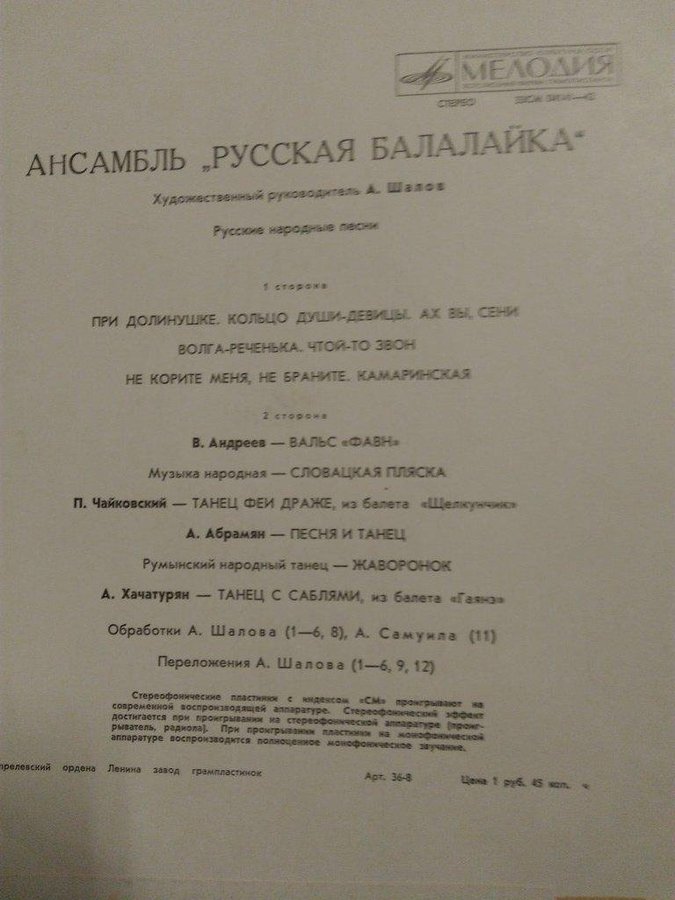 МЕЛОДИЯ
СТЕРЕО
АНСАМБЛЬ „РУССКАЯ БАЛАЛАЙКА“
Художественный руководитель А. Шалов
Русские народные песни
1 сторона
ПРИ ДОЛИНУШКЕ. КОЛЬЦО ДУШИ-ДЕВИЦЫ. АХ ВЫ, СЕНИ
ВОЛГА-РЕЧЕНЬКА. ЧТОЙ-ТО ЗВОН
НЕ КОРИТЕ МЕНЯ, НЕ БРАНИТЕ. КАМАРИНСКАЯ
2 сторона
В. Андреев — ВАЛЬС «ФАВН»
Музыка народная — СЛОВАЦКАЯ ПЛЯСКА
П. Чайковский — ТАНЕЦ ФЕИ ДРАЖЕ, из балета «Щелкунчик»
А. Абрамян — ПЕСНЯ И ТАНЕЦ
Румынский народный танец — ЖАВОРОНОК
А. Хачатурян — ТАНЕЦ С САБЛЯМИ, из балета «Гаянэ»
Обработки А. Шалова (1—6, 8), А. Самуила (11)
Переложения А. Шалова (1—6, 9, 12)
Стереофонические пластинки с индексом «СМ» проигрывают на
современной воспроизводящей аппаратуре. Стереофонический эффект
достигается при проигрывании на стереофонической аппаратуре (проиг-
рыватель, радиола). При проигрывании пластинки на монофонической
аппаратуре воспроизводится полноценное монофоническое звучание.
прелевский ордена Ленина завод грампластинок
Арт. 36-8
Цена 1 руб. 45 коп.